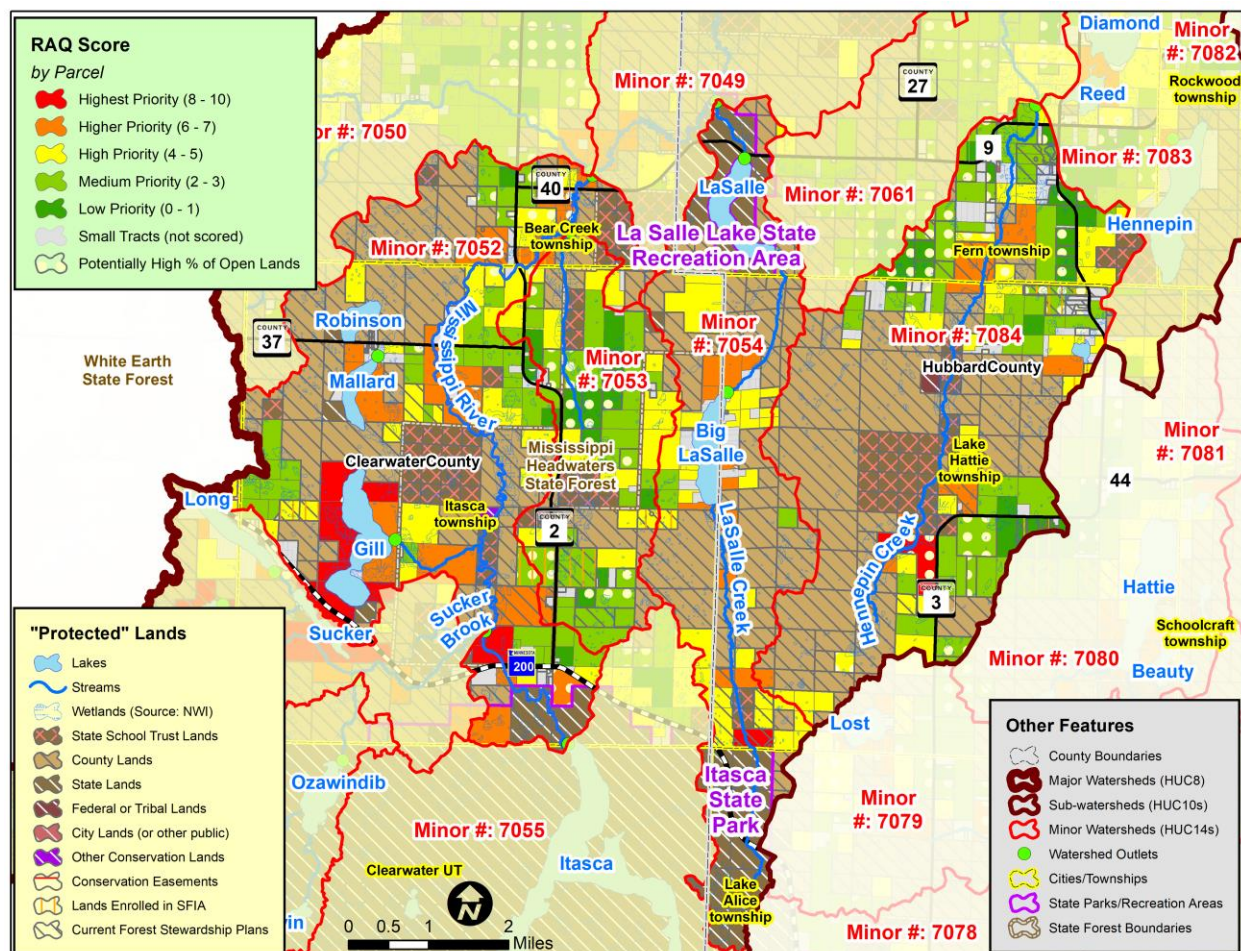 RAQ Score
by Parcel
Highest Priority (8 - 10)
Higher Priority (6 - 7)
High Priority (4 - 5)
Medium Priority (2 - 3)
Low Priority (0 - 1)
Small Tracts (not scored)
Potentially High % of Open Lands
Diamond
Minor
#: 7082
Rockwood
township
Reed
Minor #: 7049
COUNTY
27
or #: 7050
9
Minor #: 7083
COUNTY
40
LaSalle
Minor #: 7061
Hennepin
Bear Creek
township
Minor #: 7052
La Salle Lake State
Recreation Area
Fern township
Robinson
Mississippi River
COUNTY
37
Minor
#: 7054
Minor #: 7084
White Earth
State Forest
Mallard
Minor
#: 7053
HubbardCounty
Big
LaSalle
Minor
#: 7081
ClearwaterCounty
Mississippi
Headwaters
State Forest
Lake
Hattie
township
44
Long
Itasca
township
COUNTY
2
LaSalle Creek
Gill
Hennepin Creek
COUNTY
3
Hattie
Sucker
Sucker
Brook
Schoolcraft
township
200
Minor #: 7080
Beauty
Lost
Ozawindib
Itasca
State
Park
Minor #: 7055
Minor
#: 7079
Clearwater UT
Itasca
N
Lake
Alice
township
vin
Minor #: 7078
0 0.5 1 2
Miles
"Protected" Lands
Lakes
Streams
Wetlands (Source: NWI)
State School Trust Lands
County Lands
State Lands
Federal or Tribal Lands
City Lands (or other public)
Other Conservation Lands
Conservation Easements
Lands Enrolled in SFIA
Current Forest Stewardship Plans
Other Features
County Boundaries
Major Watersheds (HUC8)
Sub-watersheds (HUC10s)
Minor Watersheds (HUC14s)
Watershed Outlets
Cities/Townships
State Parks/Recreation Areas
State Forest Boundaries